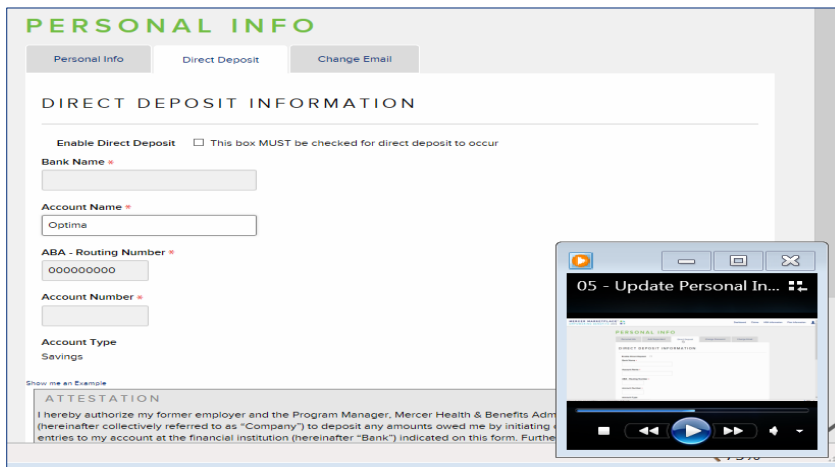 PERSONAL INFO
Personal Info Direct Deposit Change Email
DIRECT DEPOSIT INFORMATION
Enable Direct Deposit This box MUST be checked for direct deposit to occur
Bank Name *
Account Name *
Optima
ABA - Routing Number *
000000000
Account Number *
Account Type
Savings
Show me an Example
ATTESTATION
I hereby authorize my former employer and the Program Manager, Mercer Health & Benefits Adm
(hereinafter collectively referred to as “Company”) to deposit any amounts owed me by initiating
entries to my account at the financial institution (hereinafter “Bank”) indicated on this form. Furthe
05 - Update Personal In...
MERCER MARKETPLACE
PERSONAL INFO
DIRECT DEPOSIT INFORMATION
75%